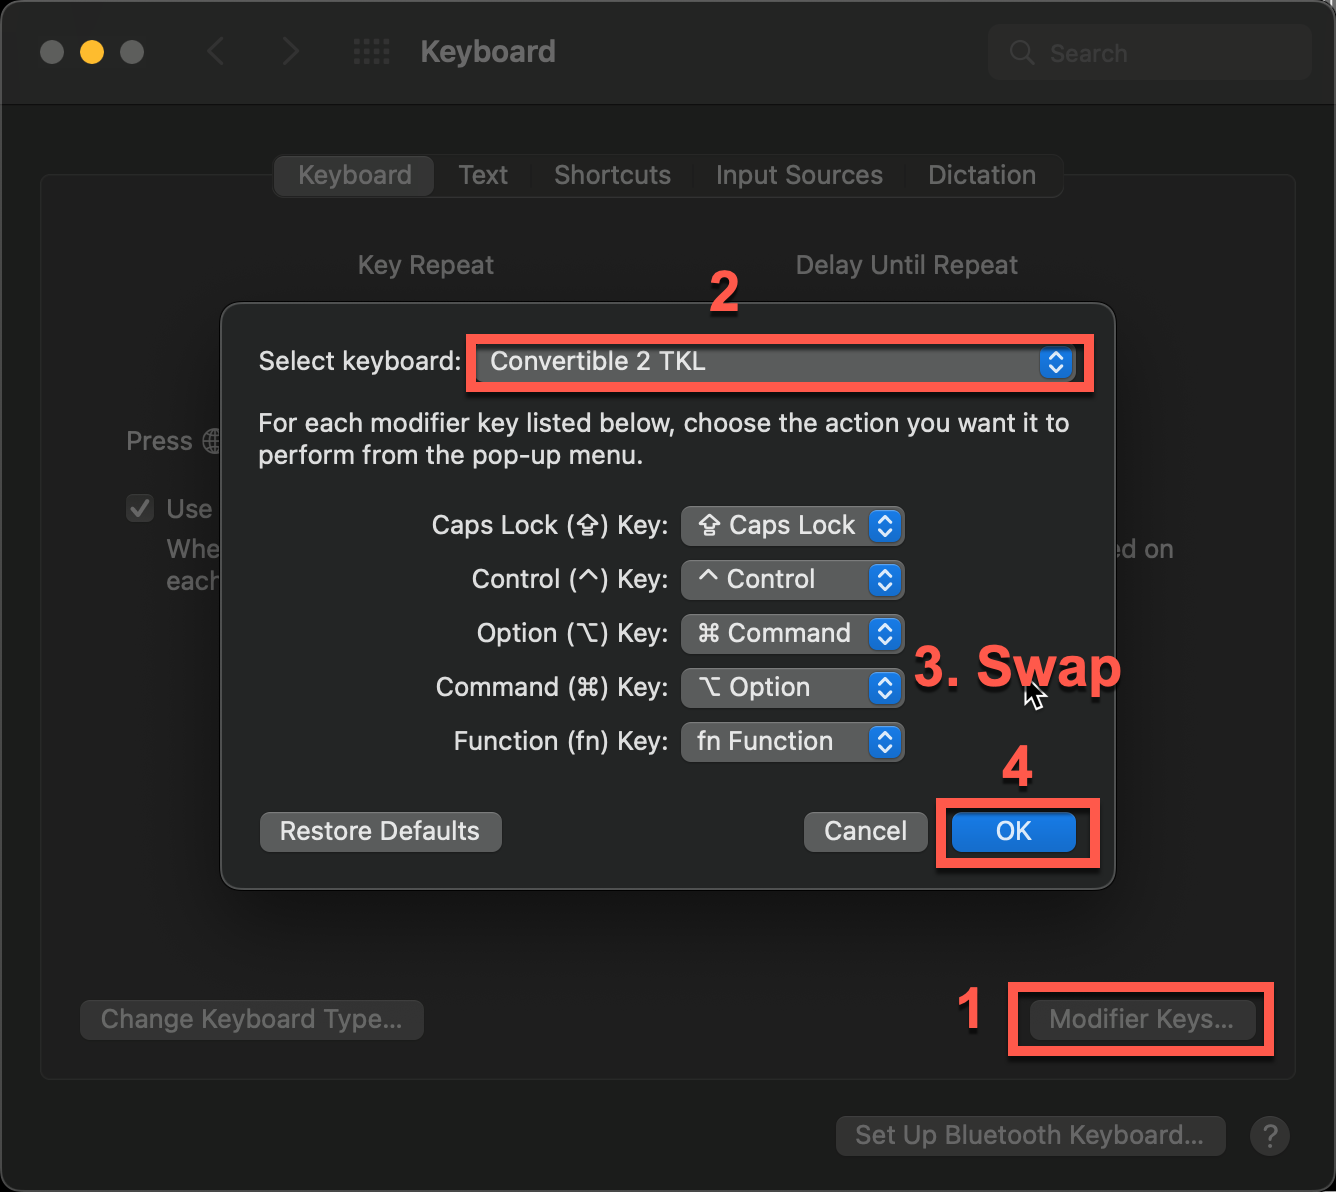 Keyboard
Search
Keyboard Text Shortcuts Input Sources Dictation
Key Repeat Delay Until Repeat
2
Select keyboard: Convertible 2 TKL
For each modifier key listed below, choose the action you want it to
perform from the pop-up menu.
Press
Use
Whe
each
ed on
Caps Lock (⇪) Key: ⇪ Caps Lock
Control (^) Key: ^ Control
Option (⌥) Key: ⌘ Command
Command (⌘) Key: ⌥ Option
3. Swap
Function (fn) Key: fn Function
4
Restore Defaults Cancel OK
1
Change Keyboard Type... Modifier Keys...
Set Up Bluetooth Keyboard... ?